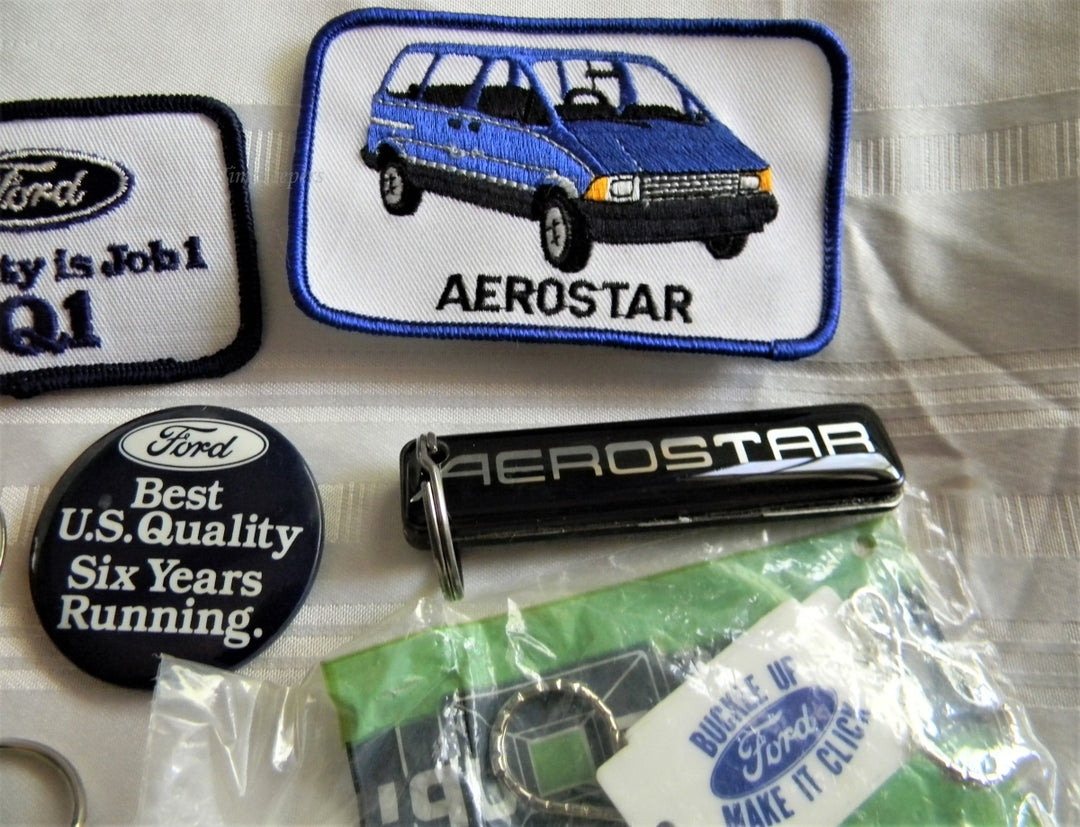 Ford
ty is Job 1
Q1
AEROSTAR
Ford
Best
U.S. Quality
Six Years
Running.
AEROSTAR
BUCKLE UP
Ford
MAKE IT CLICK